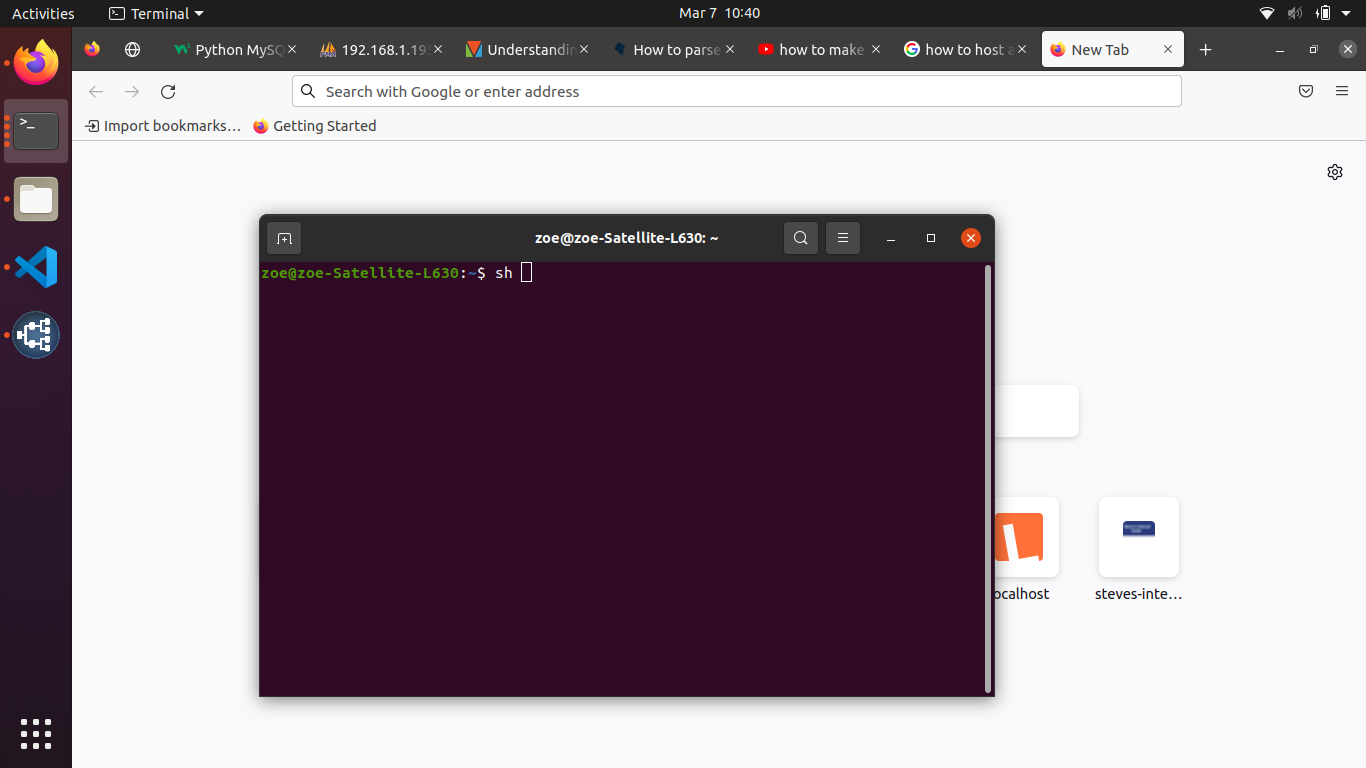 Activities Terminal Mar 7 10:40
Python MySQ 192.168.1.19 Understandin How to parse how to make how to host a New Tab
Search with Google or enter address
Import bookmarks… Getting Started
zoe@zoe-Satellite-L630: ~
zoe@zoe-Satellite-L630:~$ sh
ocalhost steves-inte…